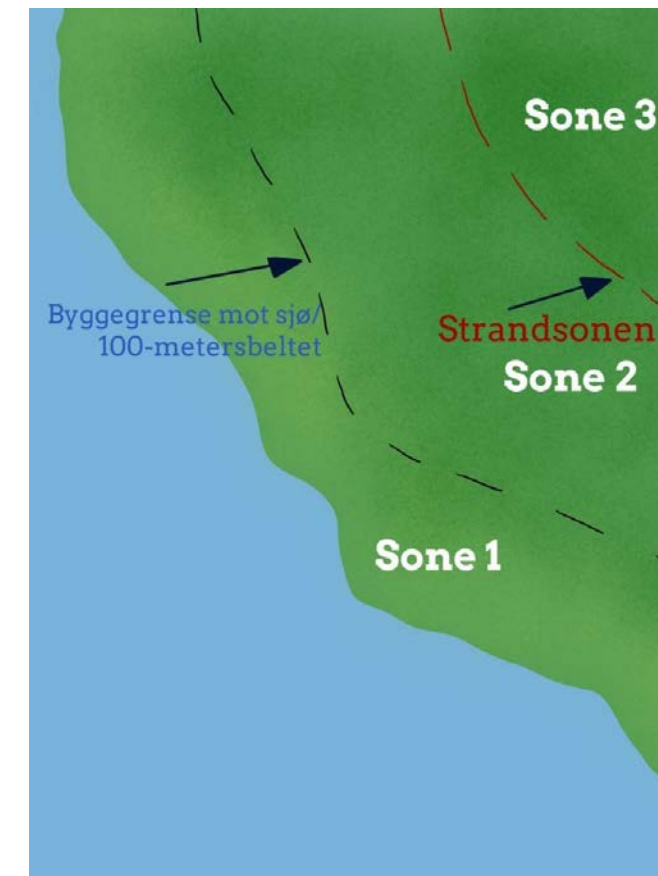 Sone 3
Byggegrense mot sjø/
100-metersbeltet
Strandsonen
Sone 2
Sone 1